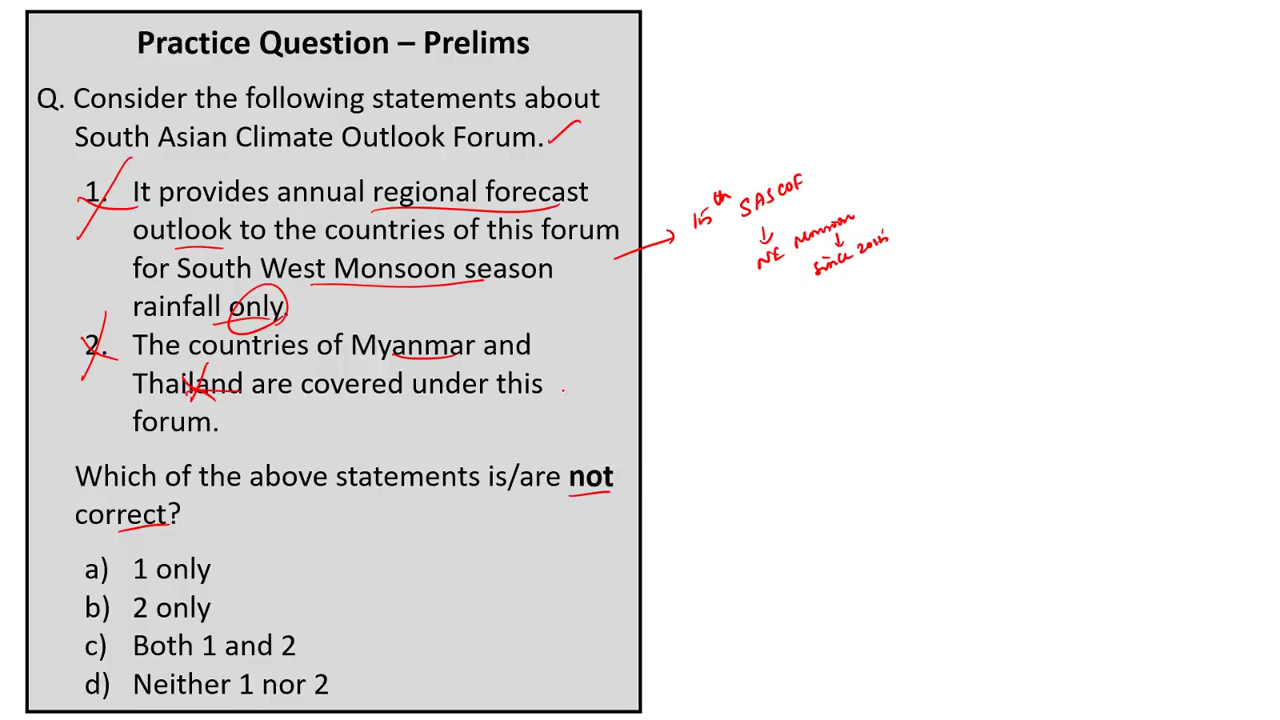 Practice Question – Prelims
Q. Consider the following statements about
South Asian Climate Outlook Forum.
1. It provides annual regional forecast
outlook to the countries of this forum
for South West Monsoon season
rainfall only.
2. The countries of Myanmar and
Thailand are covered under this
forum.
Which of the above statements is/are not
correct?
a) 1 only
b) 2 only
c) Both 1 and 2
d) Neither 1 nor 2
15th SASCOF
NE Monsoon
since